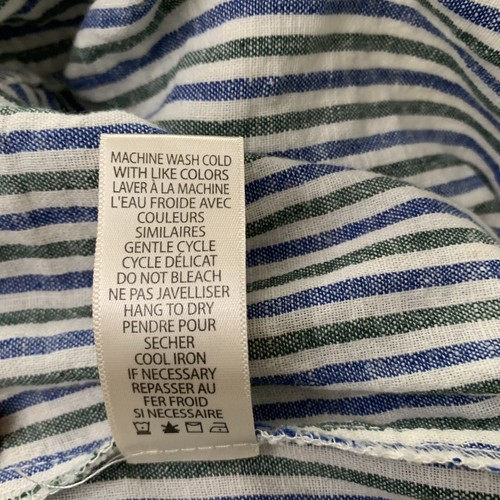 MACHINE WASH COLD
WITH LIKE COLORS
LAVER À LA MACHINE
L'EAU FROIDE AVEC
COULEURS
SIMILAIRES
GENTLE CYCLE
CYCLE DÉLICAT
DO NOT BLEACH
NE PAS JAVELLISER
HANG TO DRY
PENDRE POUR
SECHER
COOL IRON
IF NECESSARY
REPASSER AU
FER FROID
SI NECESSAIRE